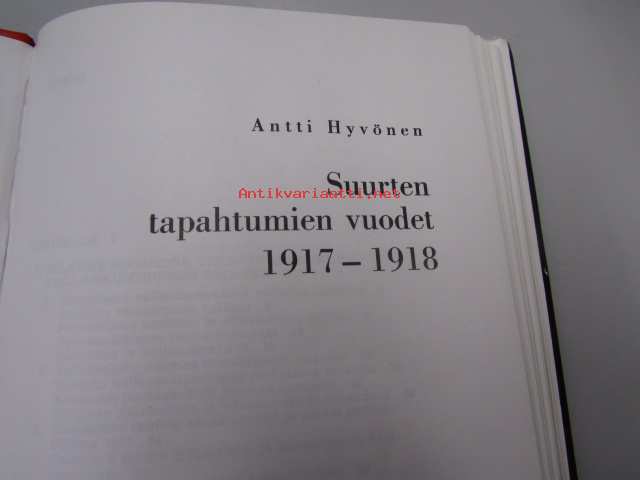 Antti Hyvönen
Suurten
Antikvariaatti.net
tapahtumien vuodet
1917 – 1918